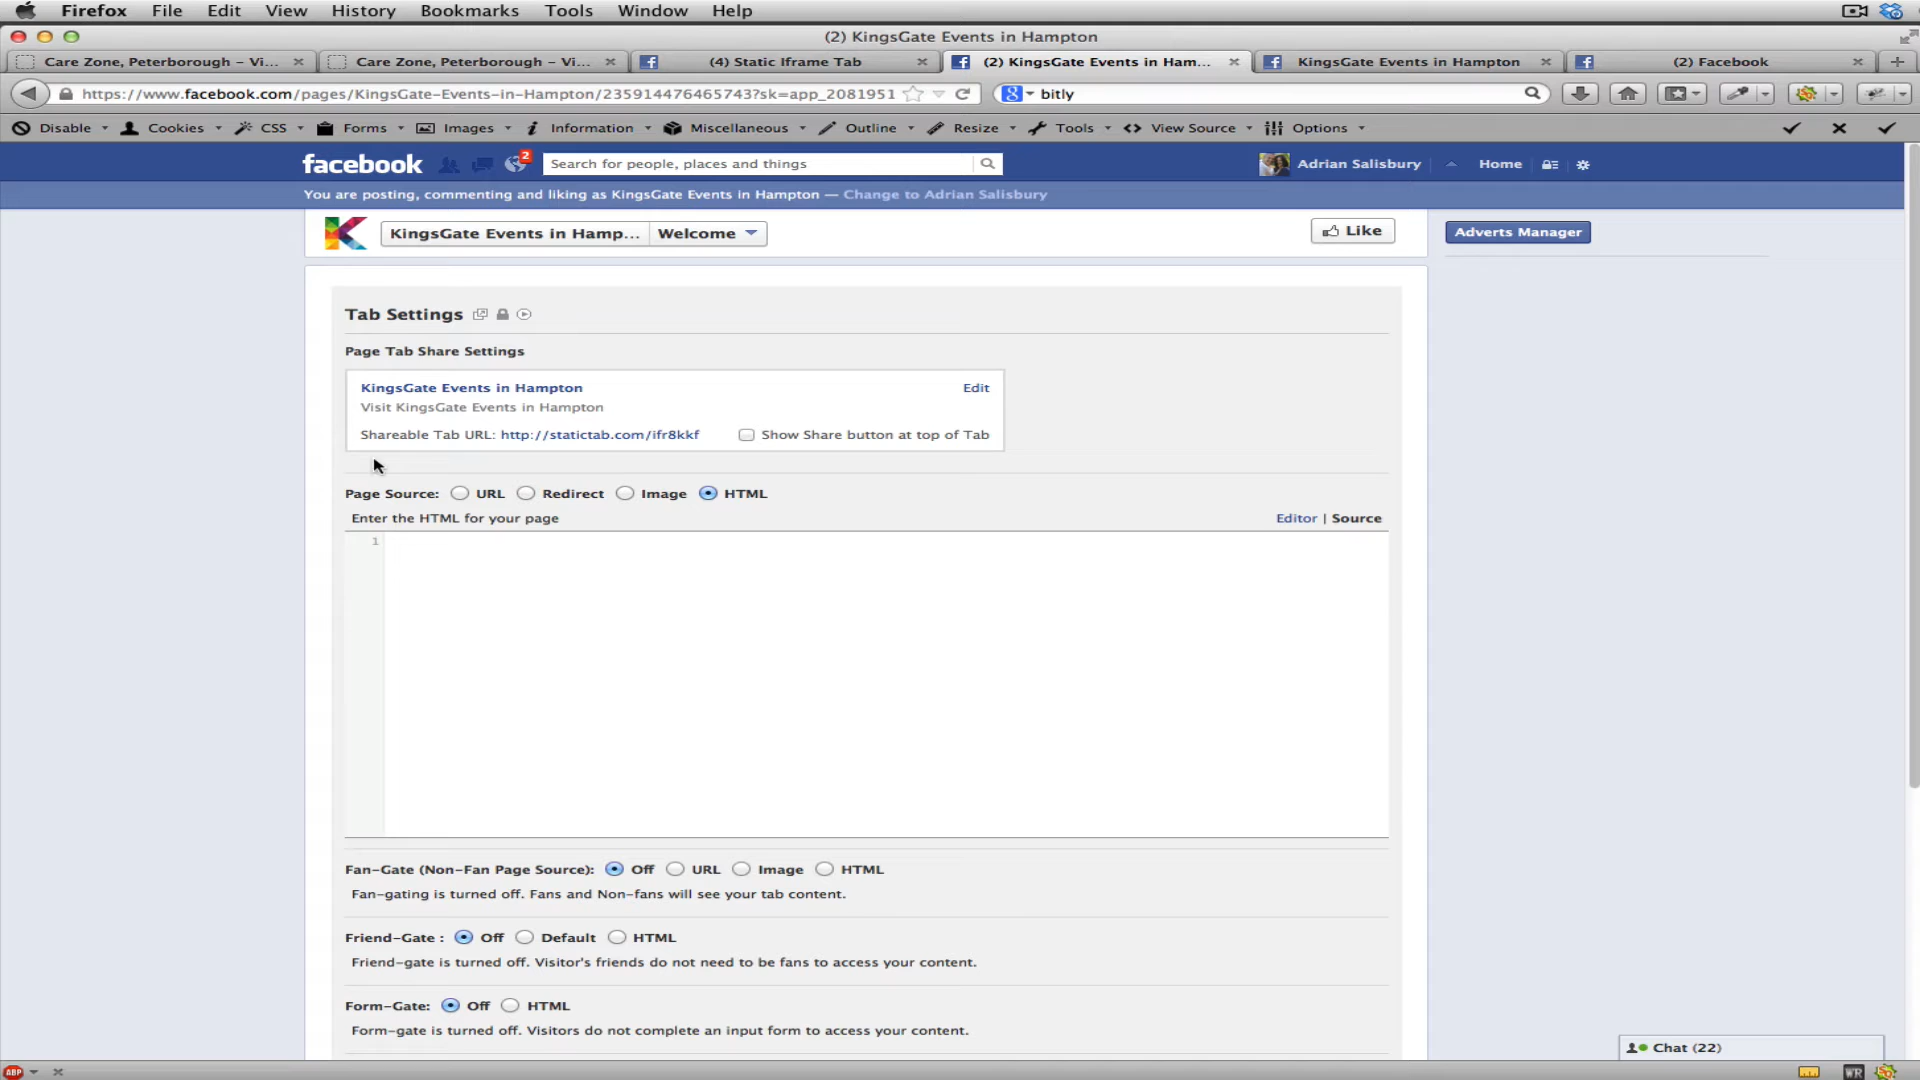 Firefox File Edit View History Bookmarks Tools Window Help
(2) KingsGate Events in Hampton
Care Zone, Peterborough – Vi... Care Zone, Peterborough – Vi... (4) Static Iframe Tab (2) KingsGate Events in Ham... KingsGate Events in Hampton (2) Facebook
https://www.facebook.com/pages/KingsGate-Events-in-Hampton/235914476465743?sk=app_2081951 bitly
Disable Cookies CSS Forms Images Information Miscellaneous Outline Resize Tools View Source Options
facebook 2 Search for people, places and things Adrian Salisbury Home
You are posting, commenting and liking as KingsGate Events in Hampton — Change to Adrian Salisbury
KingsGate Events in Hamp... Welcome Like Adverts Manager
Tab Settings
Page Tab Share Settings
KingsGate Events in Hampton Edit
Visit KingsGate Events in Hampton
Shareable Tab URL: http://statictab.com/ifr8kkf Show Share button at top of Tab
Page Source: URL Redirect Image HTML
Enter the HTML for your page Editor | Source
1
Fan-Gate (Non-Fan Page Source): Off URL Image HTML
Fan-gating is turned off. Fans and Non-fans will see your tab content.
Friend-Gate : Off Default HTML
Friend-gate is turned off. Visitor's friends do not need to be fans to access your content.
Form-Gate: Off HTML
Form-gate is turned off. Visitors do not complete an input form to access your content.
Chat (22)
ABP WR